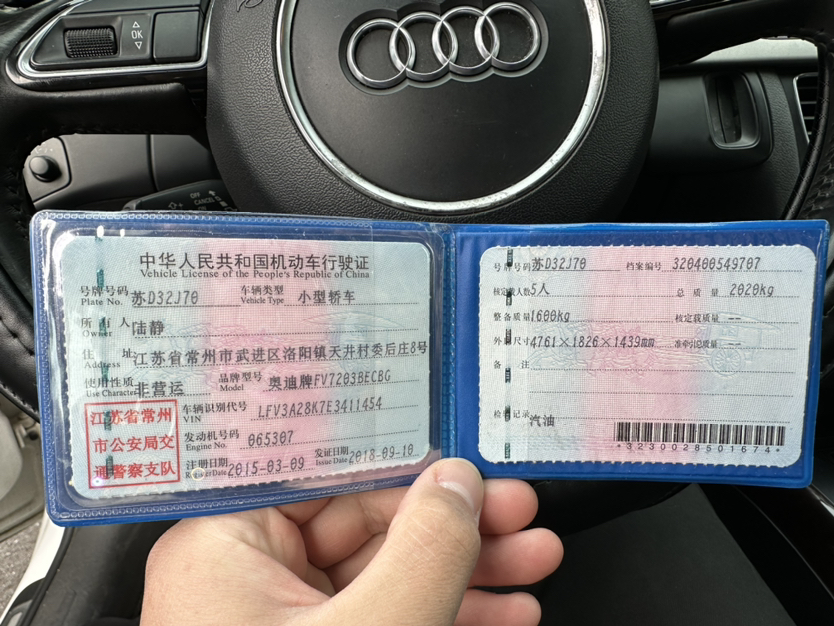 OK
OFF
CANCEL
中华人民共和国机动车行驶证
Vehicle License of the People's Republic of China
号牌号码 苏D32J70 车辆类型 小型轿车
Plate No. Vehicle Type
所有人 陆静
Owner
住址 江苏省常州市武进区洛阳镇天井村委后庄8号
Address
使用性质 非营运 品牌型号 奥迪牌FV7203BECBG
Use Character Model
江苏省常州
市公安局交
通警察支队
车辆识别代号 LFV3A28K7E3411454
VIN
发动机号码 065307
Engine No.
注册日期 2015-03-09 发证日期 2018-09-10
Register Date Issue Date
号牌号码 苏D32J70 档案编号 320400549707
核定载人数 5人 总质量 2020kg
整备质量 1600kg 核定载质量 --
外廓尺寸 4761×1826×1439毫米 准牵引总质量 --
备注
检验记录
汽油
*3230028501674*